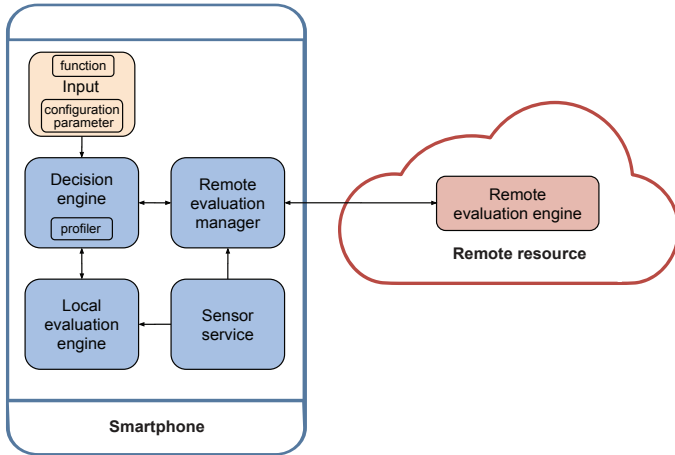 function
Input
configuration
parameter
Decision
engine
profiler
Remote
evaluation
manager
Remote
evaluation engine
Remote resource
Local
evaluation
engine
Sensor
service
Smartphone